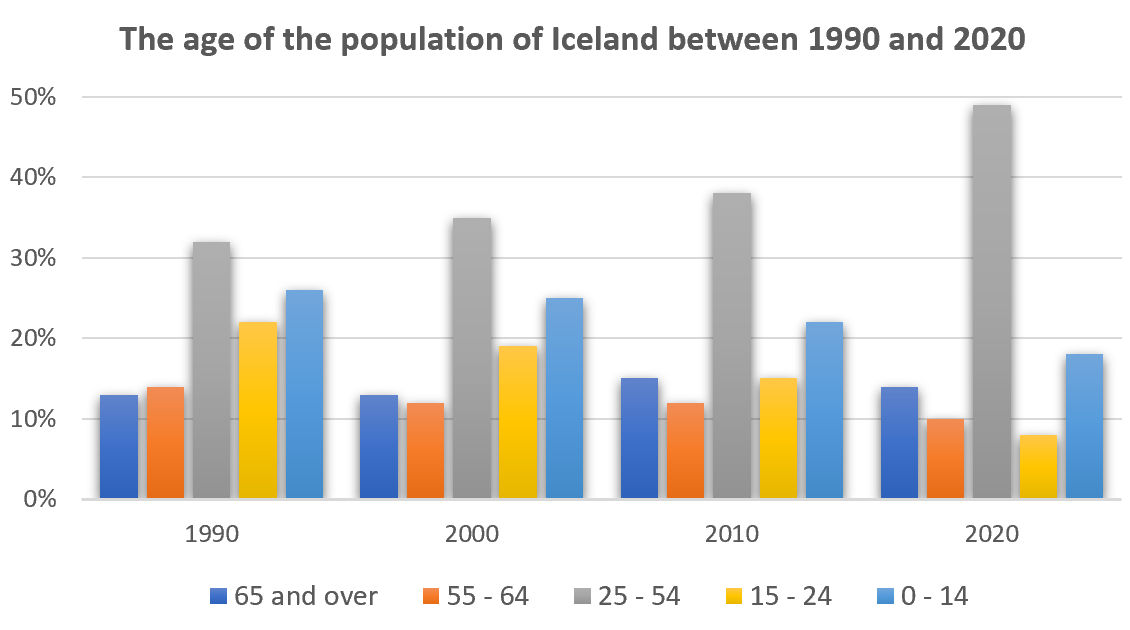 The age of the population of Iceland between 1990 and 2020
50%
40%
30%
20%
10%
0%
1990 2000 2010 2020
65 and over 55 - 64 25 - 54 15 - 24 0 - 14